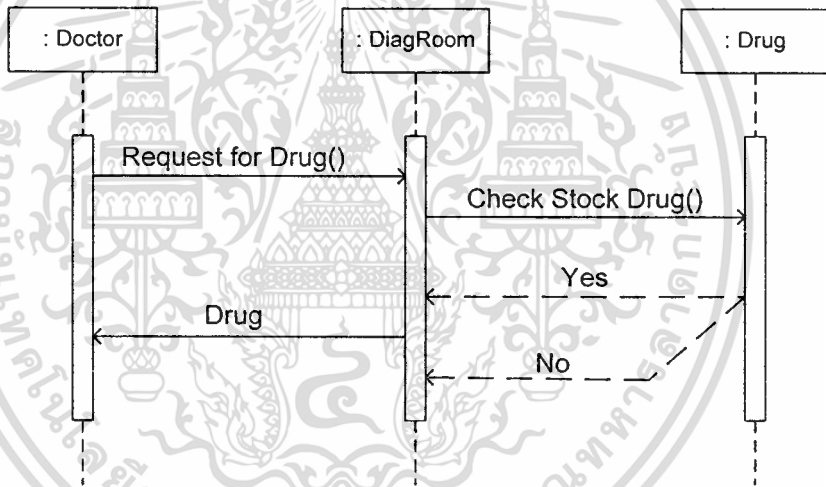 : Doctor
: DiagRoom
: Drug
Request for Drug()
Check Stock Drug()
Yes
Drug
No